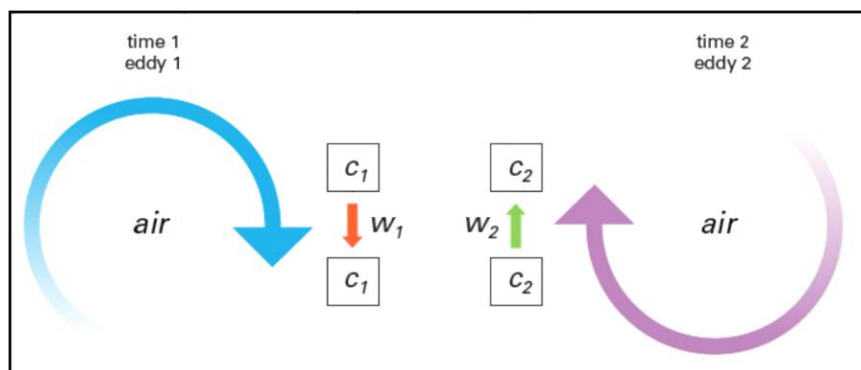 time 1
eddy 1
time 2
eddy 2
c₁
c₂
air
w₁
w₂
air
c₁
c₂